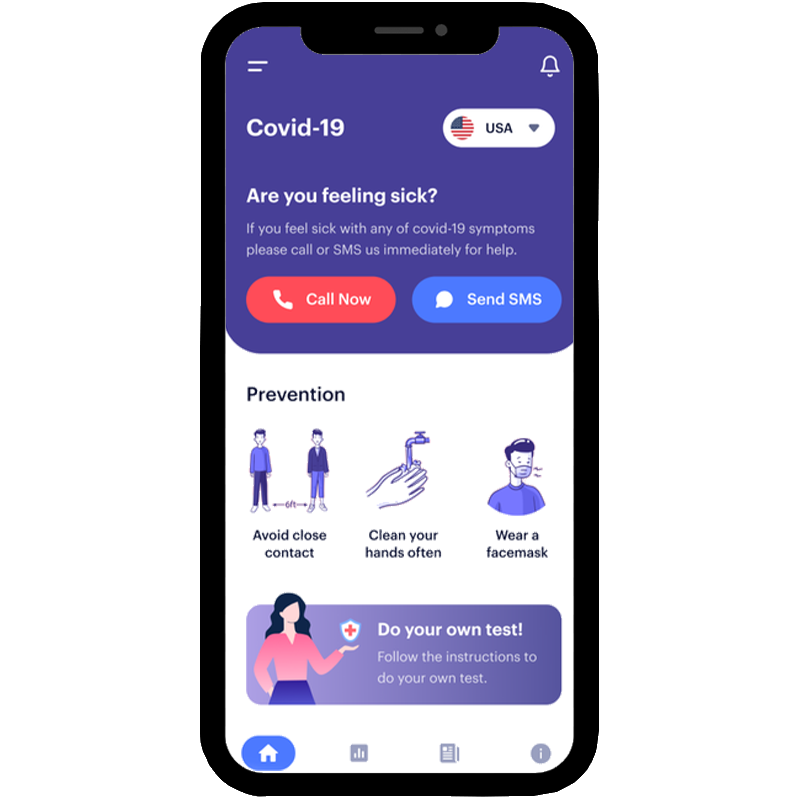 Covid-19
USA
Are you feeling sick?
If you feel sick with any of covid-19 symptoms
please call or SMS us immediately for help.
Call Now
Send SMS
Prevention
6ft
Avoid close
contact
Clean your
hands often
Wear a
facemask
Do your own test!
Follow the instructions to
do your own test.